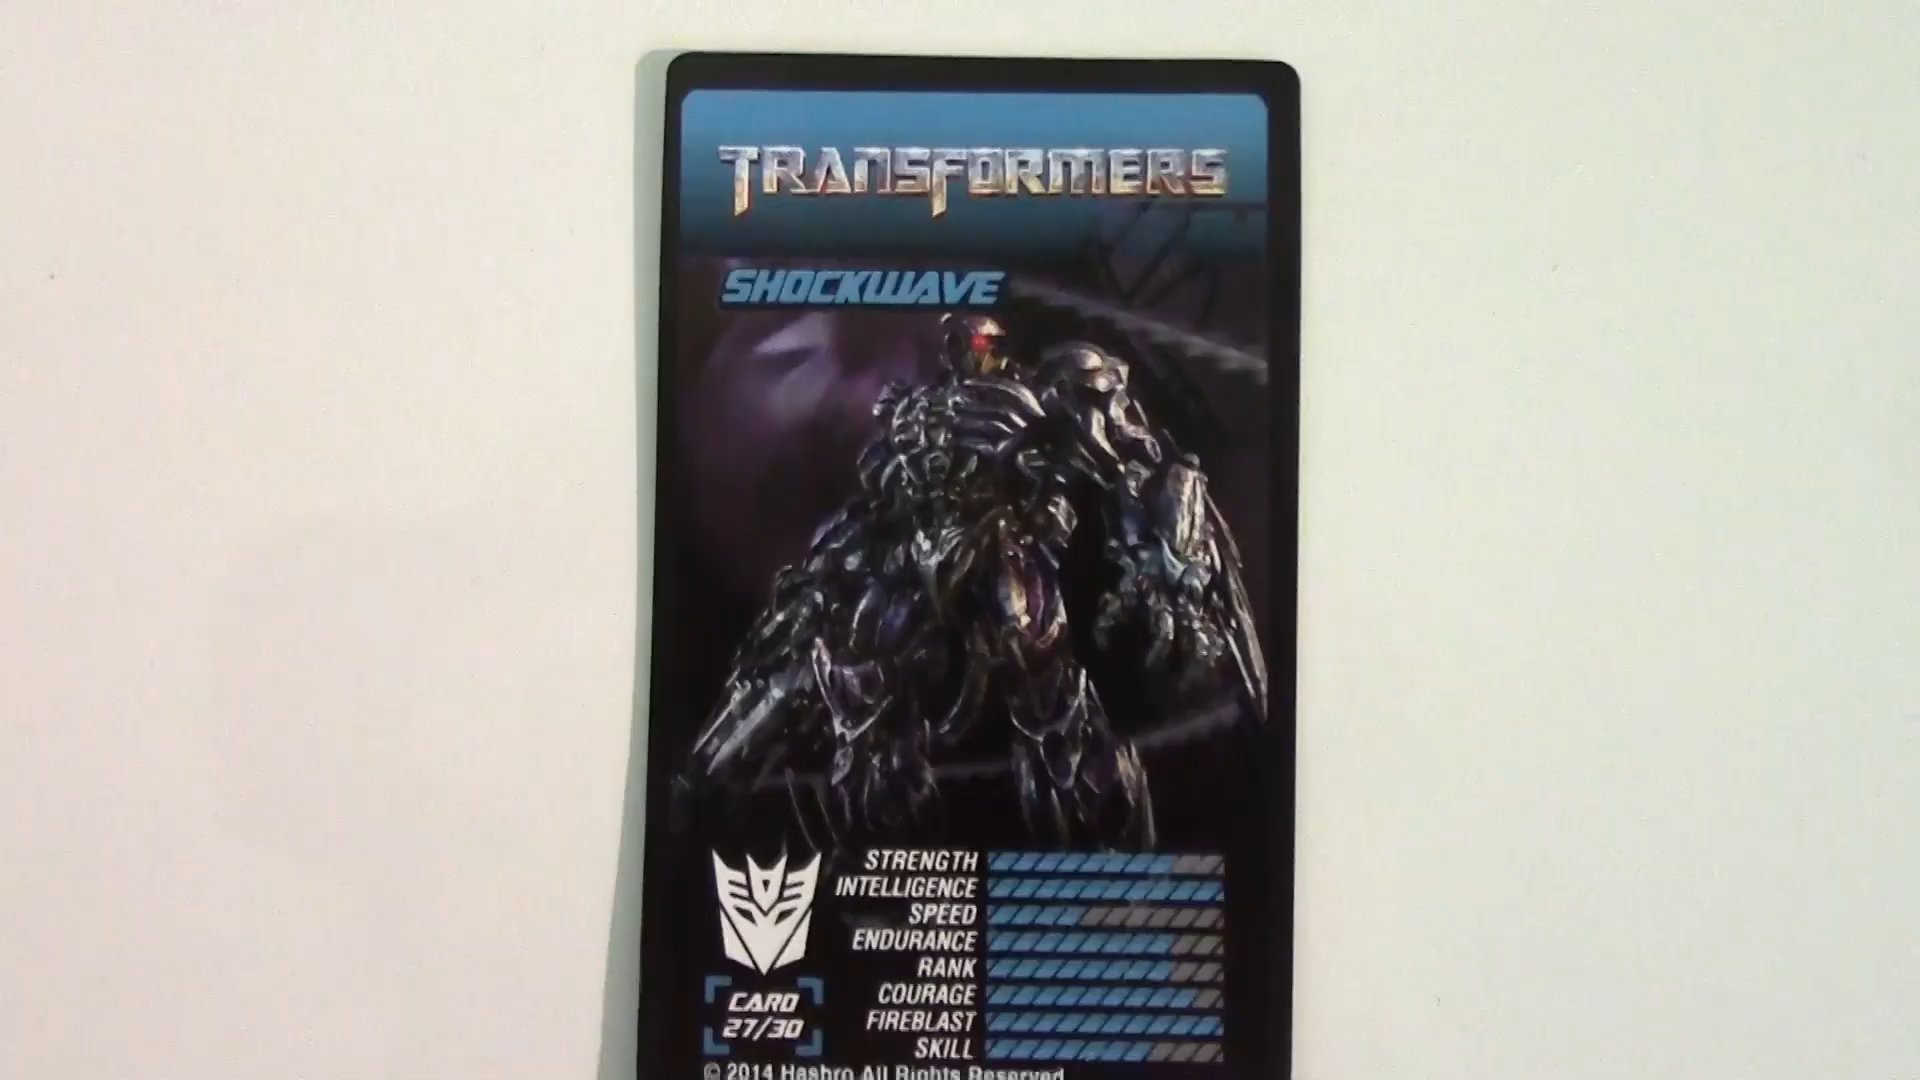 TRANSFORMERS
SHOCKWAVE
STRENGTH
INTELLIGENCE
SPEED
ENDURANCE
RANK
COURAGE
FIREBLAST
SKILL
CARD
27/30
© 2014 Hasbro All Rights Reserved